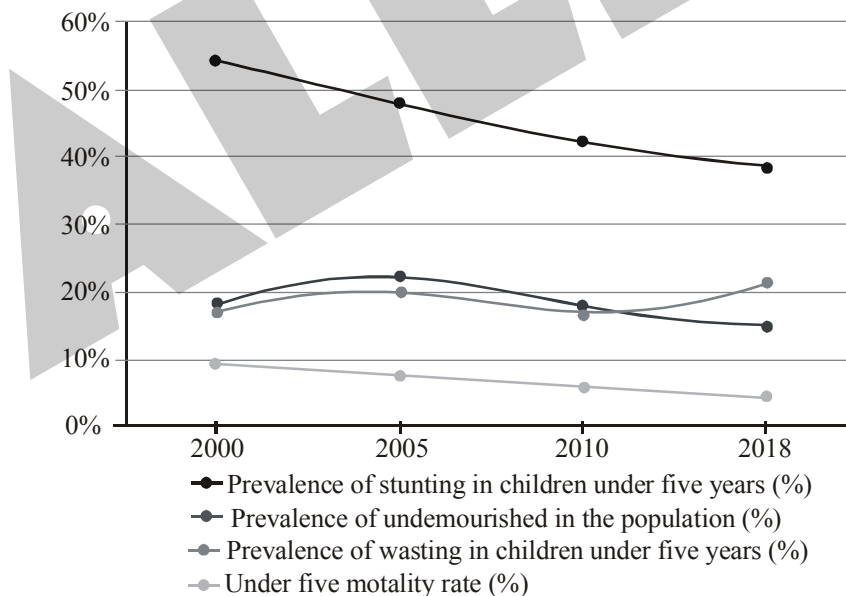 60%
50%
40%
30%
20%
10%
0%
2000 2005 2010 2018
Prevalence of stunting in children under five years (%)
Prevalence of undemourished in the population (%)
Prevalence of wasting in children under five years (%)
Under five motality rate (%)